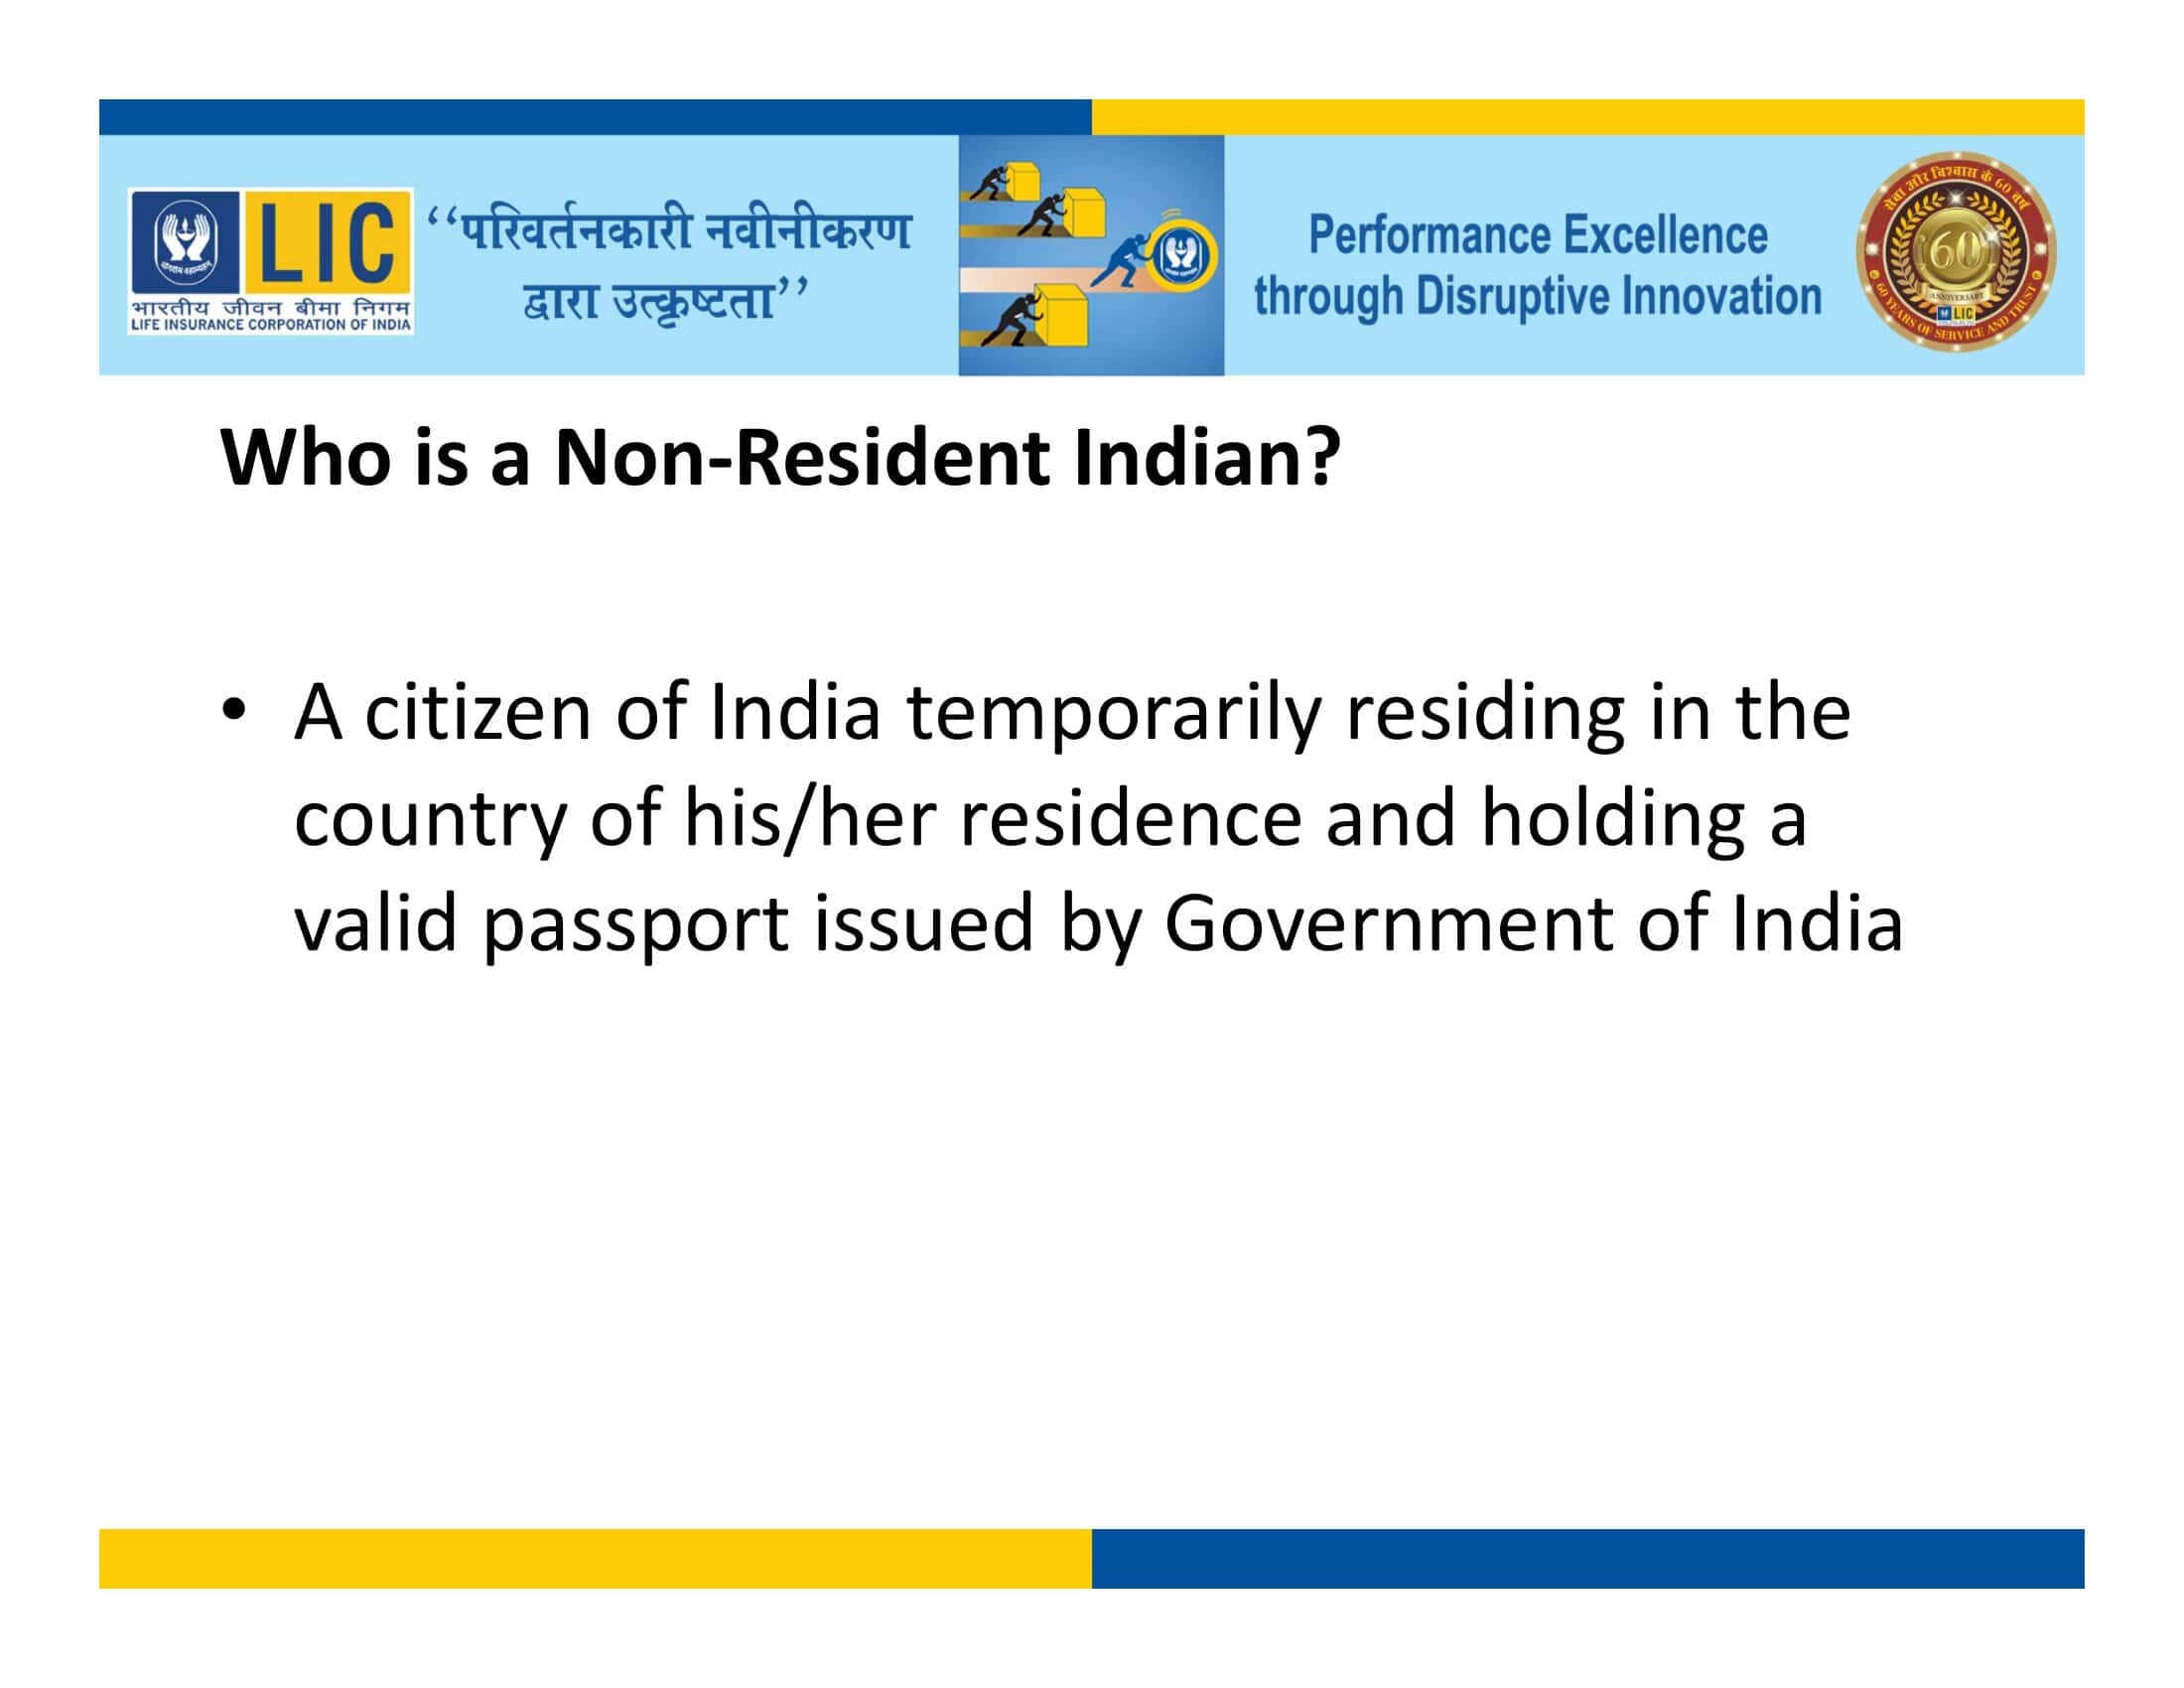 LIC
भारतीय जीवन बीमा निगम
LIFE INSURANCE CORPORATION OF INDIA
‘‘परिवर्तनकारी नवीनीकरण
द्वारा उत्कृष्टता’’
Performance Excellence
through Disruptive Innovation
सेवा और विश्वास के 60 वर्ष
60
ANNIVERSARY
LIC
60 YEARS OF SERVICE AND TRUST
Who is a Non-Resident Indian?
• A citizen of India temporarily residing in the
country of his/her residence and holding a
valid passport issued by Government of India